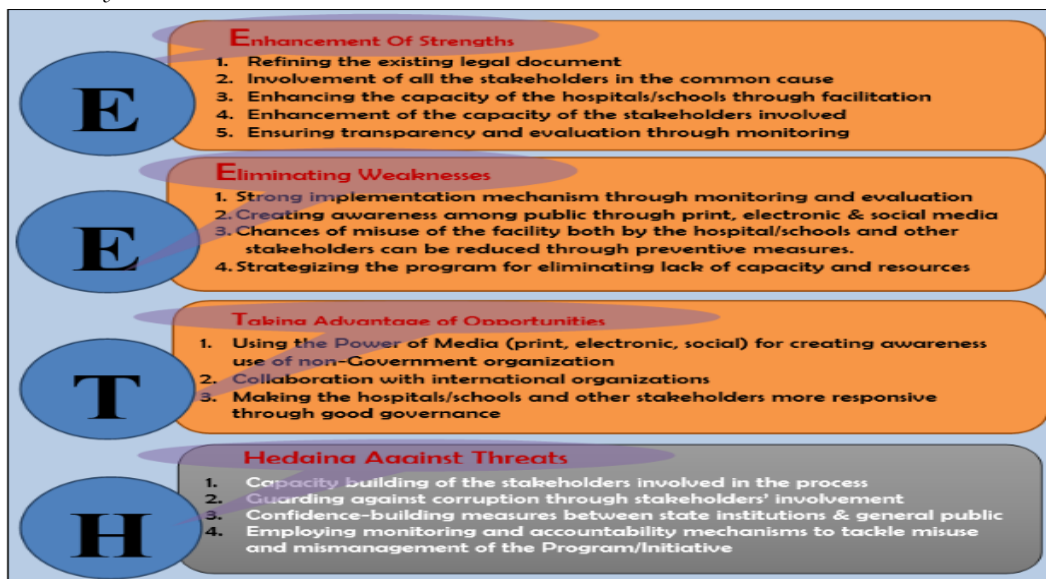 E
Enhancement Of Strengths
1. Refining the existing legal document
2. Involvement of all the stakeholders in the common cause
3. Enhancing the capacity of the hospitals/schools through facilitation
4. Enhancement of the capacity of the stakeholders involved
5. Ensuring transparency and evaluation through monitoring
E
Eliminating Weaknesses
1. Strong implementation mechanism through monitoring and evaluation
2. Creating awareness among public through print, electronic & social media
3. Chances of misuse of the facility both by the hospital/schools and other
stakeholders can be reduced through preventive measures.
4. Strategizing the program for eliminating lack of capacity and resources
T
Taking Advantage of Opportunities
1. Using the Power of Media (print, electronic, social) for creating awareness
use of non-Government organization
2. Collaboration with international organizations
3. Making the hospitals/schools and other stakeholders more responsive
through good governance
H
Hedging Against Threats
1. Capacity building of the stakeholders involved in the process
2. Guarding against corruption through stakeholders' involvement
3. Confidence-building measures between state institutions & general public
4. Employing monitoring and accountability mechanisms to tackle misuse
and mismanagement of the Program/Initiative